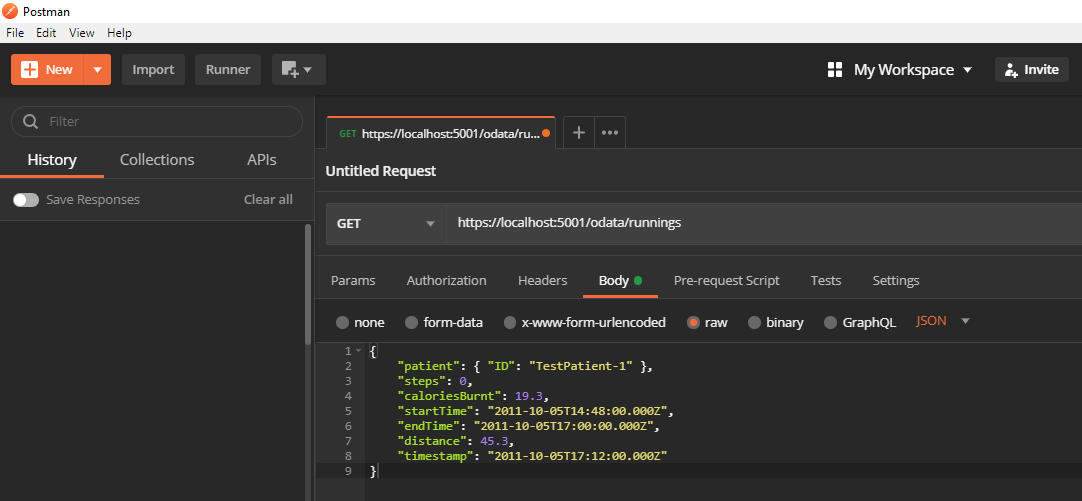 Postman
File Edit View Help
New Import Runner My Workspace Invite
Filter
GET https://localhost:5001/odata/ru...
History Collections APIs
Untitled Request
Save Responses Clear all
GET https://localhost:5001/odata/runnings
Params Authorization Headers Body Pre-request Script Tests Settings
none form-data x-www-form-urlencoded raw binary GraphQL JSON
1 {
2 "patient": { "ID": "TestPatient-1" },
3 "steps": 0,
4 "caloriesBurnt": 19.3,
5 "startTime": "2011-10-05T14:48:00.000Z",
6 "endTime": "2011-10-05T17:00:00.000Z",
7 "distance": 45.3,
8 "timestamp": "2011-10-05T17:12:00.000Z"
9 }